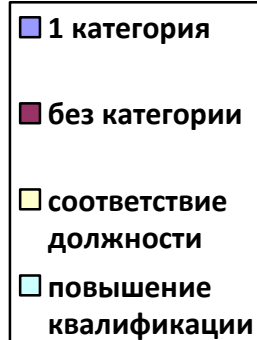 1 категория
без категории
соответствие
должности
повышение
квалификации